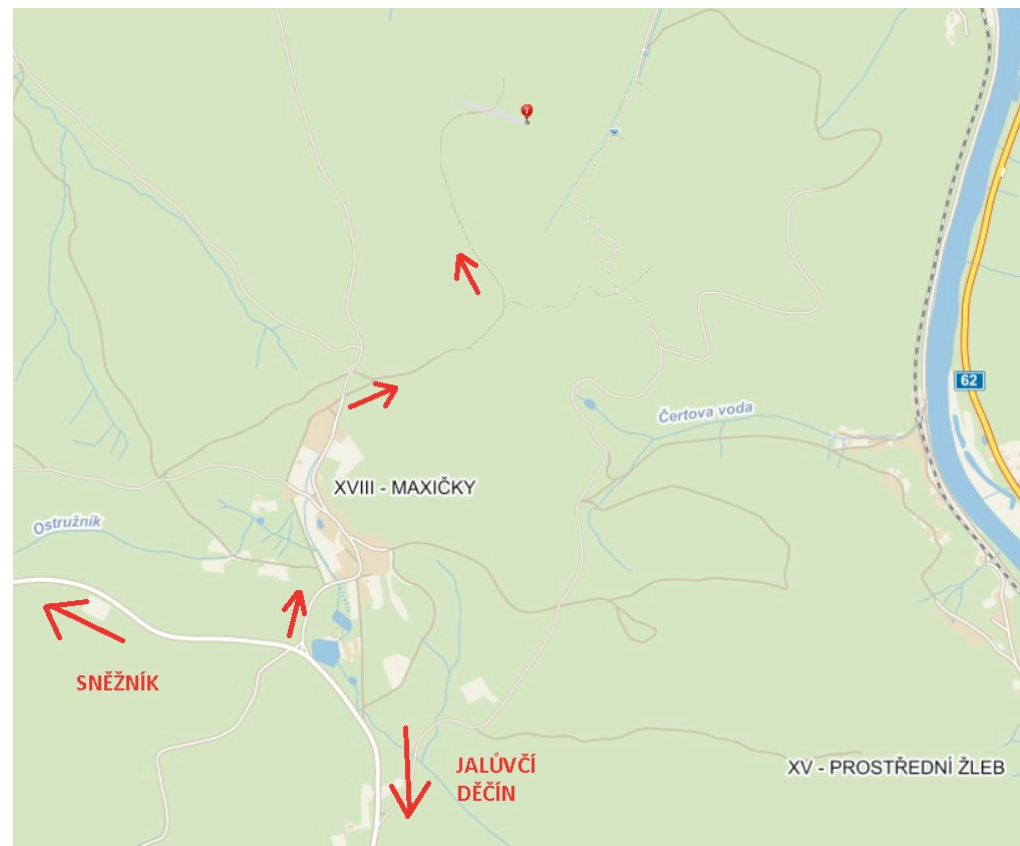 62
Čertova voda
XVIII - MAXIČKY
Ostružník
SNĚŽNÍK
JALŮVČÍ
DĚČÍN
XV - PROSTŘEDNÍ ŽLEB